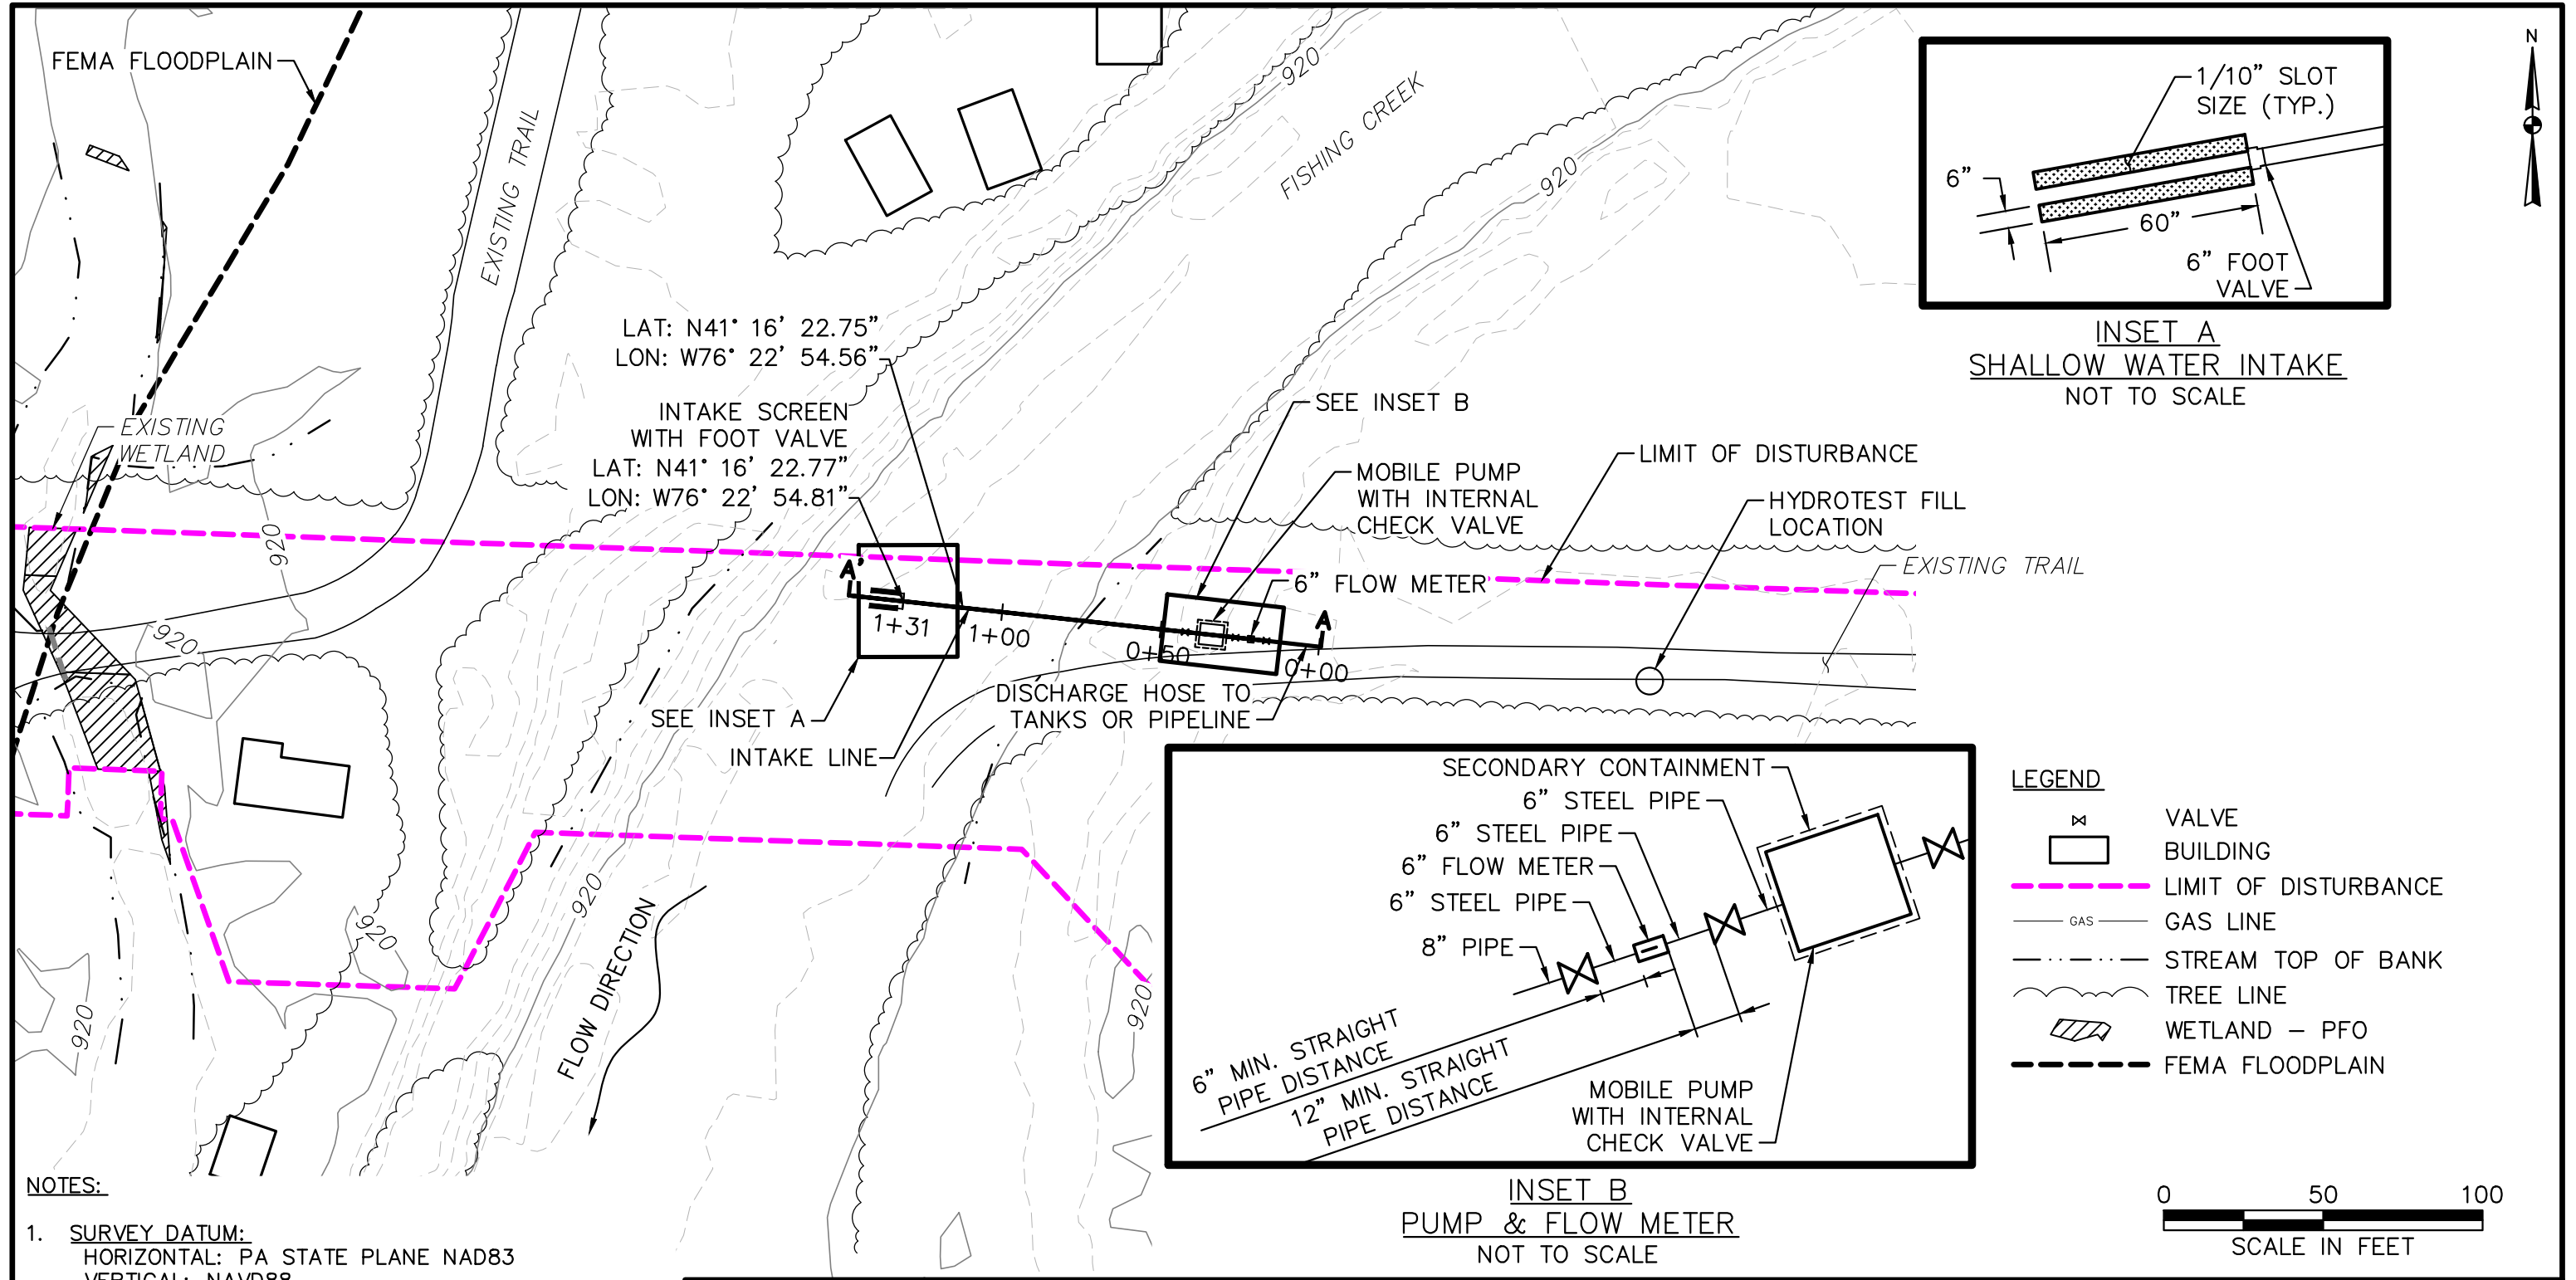 FEMA FLOODPLAIN
EXISTING TRAIL
920
FISHING CREEK
920
1/10" SLOT
SIZE (TYP.)
6"
60"
6" FOOT
VALVE
INSET A
SHALLOW WATER INTAKE
NOT TO SCALE
N
LAT: N41° 16' 22.75"
LON: W76° 22' 54.56"
INTAKE SCREEN
WITH FOOT VALVE
LAT: N41° 16' 22.77"
LON: W76° 22' 54.81"
EXISTING
WETLAND
920
920
SEE INSET B
MOBILE PUMP
WITH INTERNAL
CHECK VALVE
LIMIT OF DISTURBANCE
HYDROTEST FILL
LOCATION
EXISTING TRAIL
6" FLOW METER
A'
A
1+31
1+00
0+50
0+00
DISCHARGE HOSE TO
TANKS OR PIPELINE
SEE INSET A
INTAKE LINE
920
920
920
920
FLOW DIRECTION
SECONDARY CONTAINMENT
6" STEEL PIPE
6" STEEL PIPE
6" FLOW METER
6" STEEL PIPE
8" PIPE
6" MIN. STRAIGHT
PIPE DISTANCE
12" MIN. STRAIGHT
PIPE DISTANCE
MOBILE PUMP
WITH INTERNAL
CHECK VALVE
INSET B
PUMP & FLOW METER
NOT TO SCALE
LEGEND
VALVE
BUILDING
LIMIT OF DISTURBANCE
GAS GAS LINE
STREAM TOP OF BANK
TREE LINE
WETLAND - PFO
FEMA FLOODPLAIN
0 50 100
SCALE IN FEET
NOTES:
1. SURVEY DATUM:
HORIZONTAL: PA STATE PLANE NAD83
VERTICAL: NAVD88